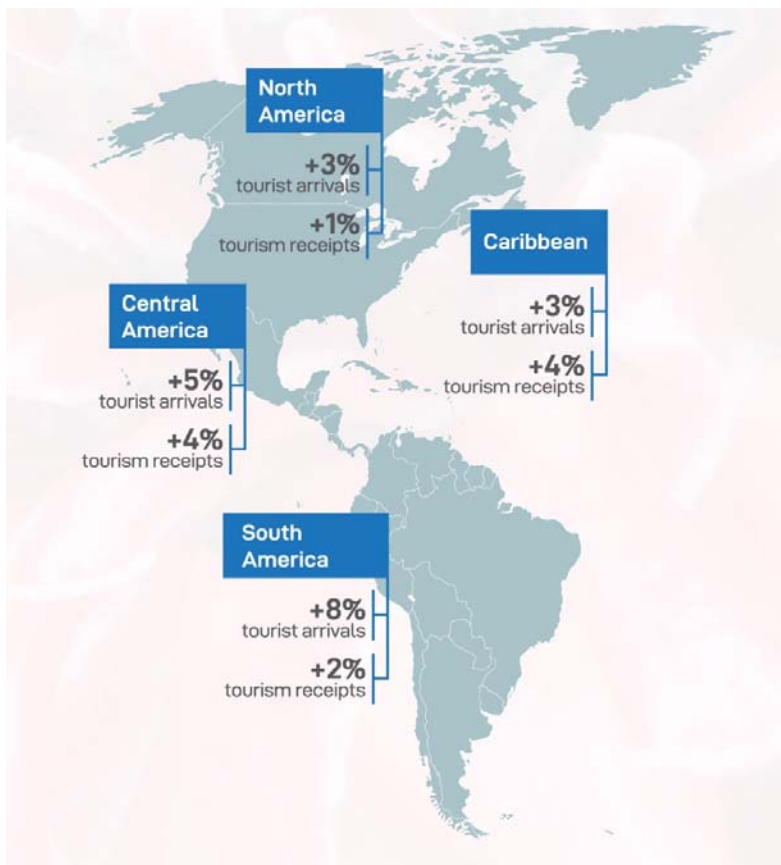 North
America
+3%
tourist arrivals
+1%
tourism receipts
Caribbean
+3%
tourist arrivals
+4%
tourism receipts
Central
America
+5%
tourist arrivals
+4%
tourism receipts
South
America
+8%
tourist arrivals
+2%
tourism receipts